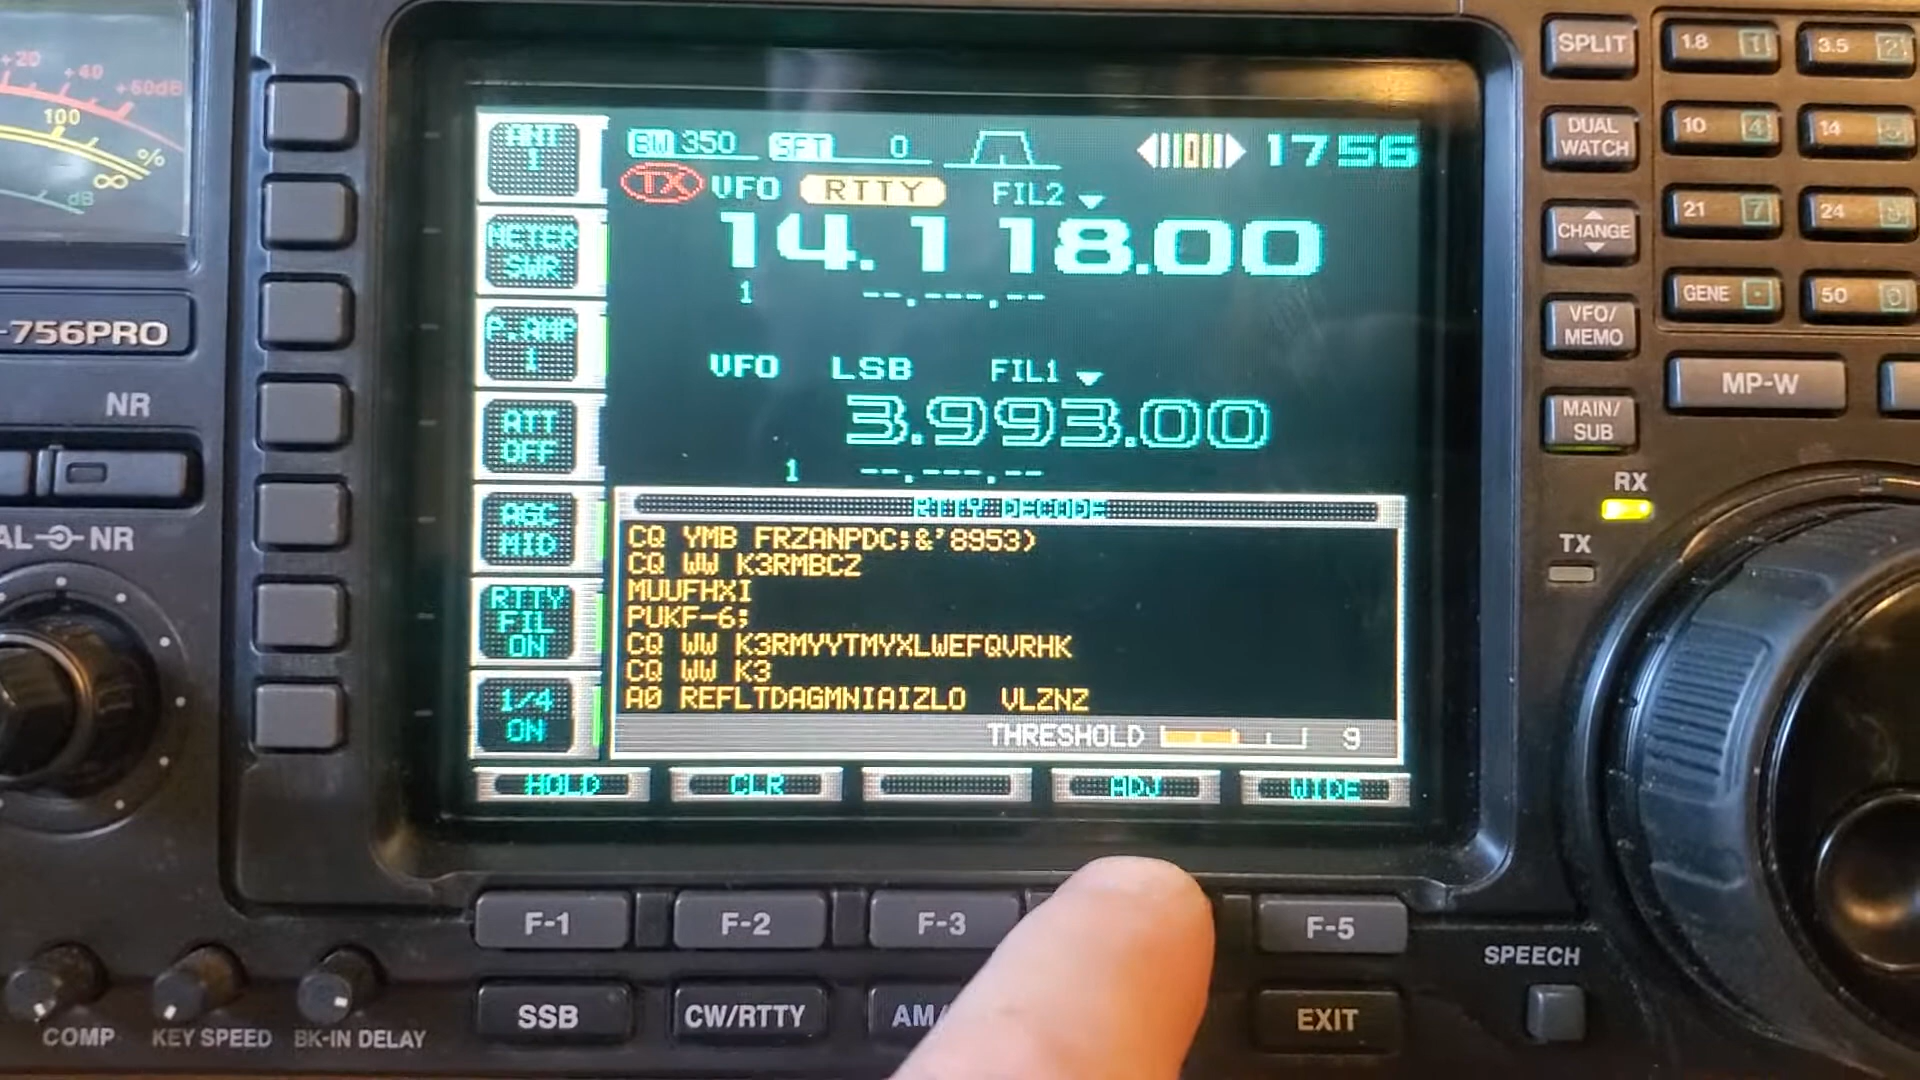 +20 +40 +60dB
100
%
∞
dB
-756PRO
NR
AL NR
COMP
KEY SPEED
BK-IN DELAY
ANT
1
METER
SWR
P.AMP
1
ATT
OFF
AGC
MID
RTTY
FIL
ON
1/4
ON
BW 350 SFT 0 1756
TX VFO RTTY FIL2
14.118.00
1 --.---.--
VFO LSB FIL1
3.993.00
1 --.---.--
RTTY DECODE
CQ YMB FRZANPDC;&'8953)
CQ WW K3RMBCZ
MUUFHXI
PUKF-6;
CQ WW K3RMYYTMYXLWEFQVRHK
CQ WW K3
A0 REFLTDAGMNIAIZLO VLZNZ
THRESHOLD 9
HOLD CLR ADJ WIDE
F-1 F-2 F-3 F-5
SSB CW/RTTY AM/ EXIT
SPEECH
SPLIT
DUAL
WATCH
CHANGE
VFO/
MEMO
MAIN/
SUB
RX
TX
1.8 1 3.5 2
10 4 14 5
21 7 24 8
GENE · 50 0
MP-W